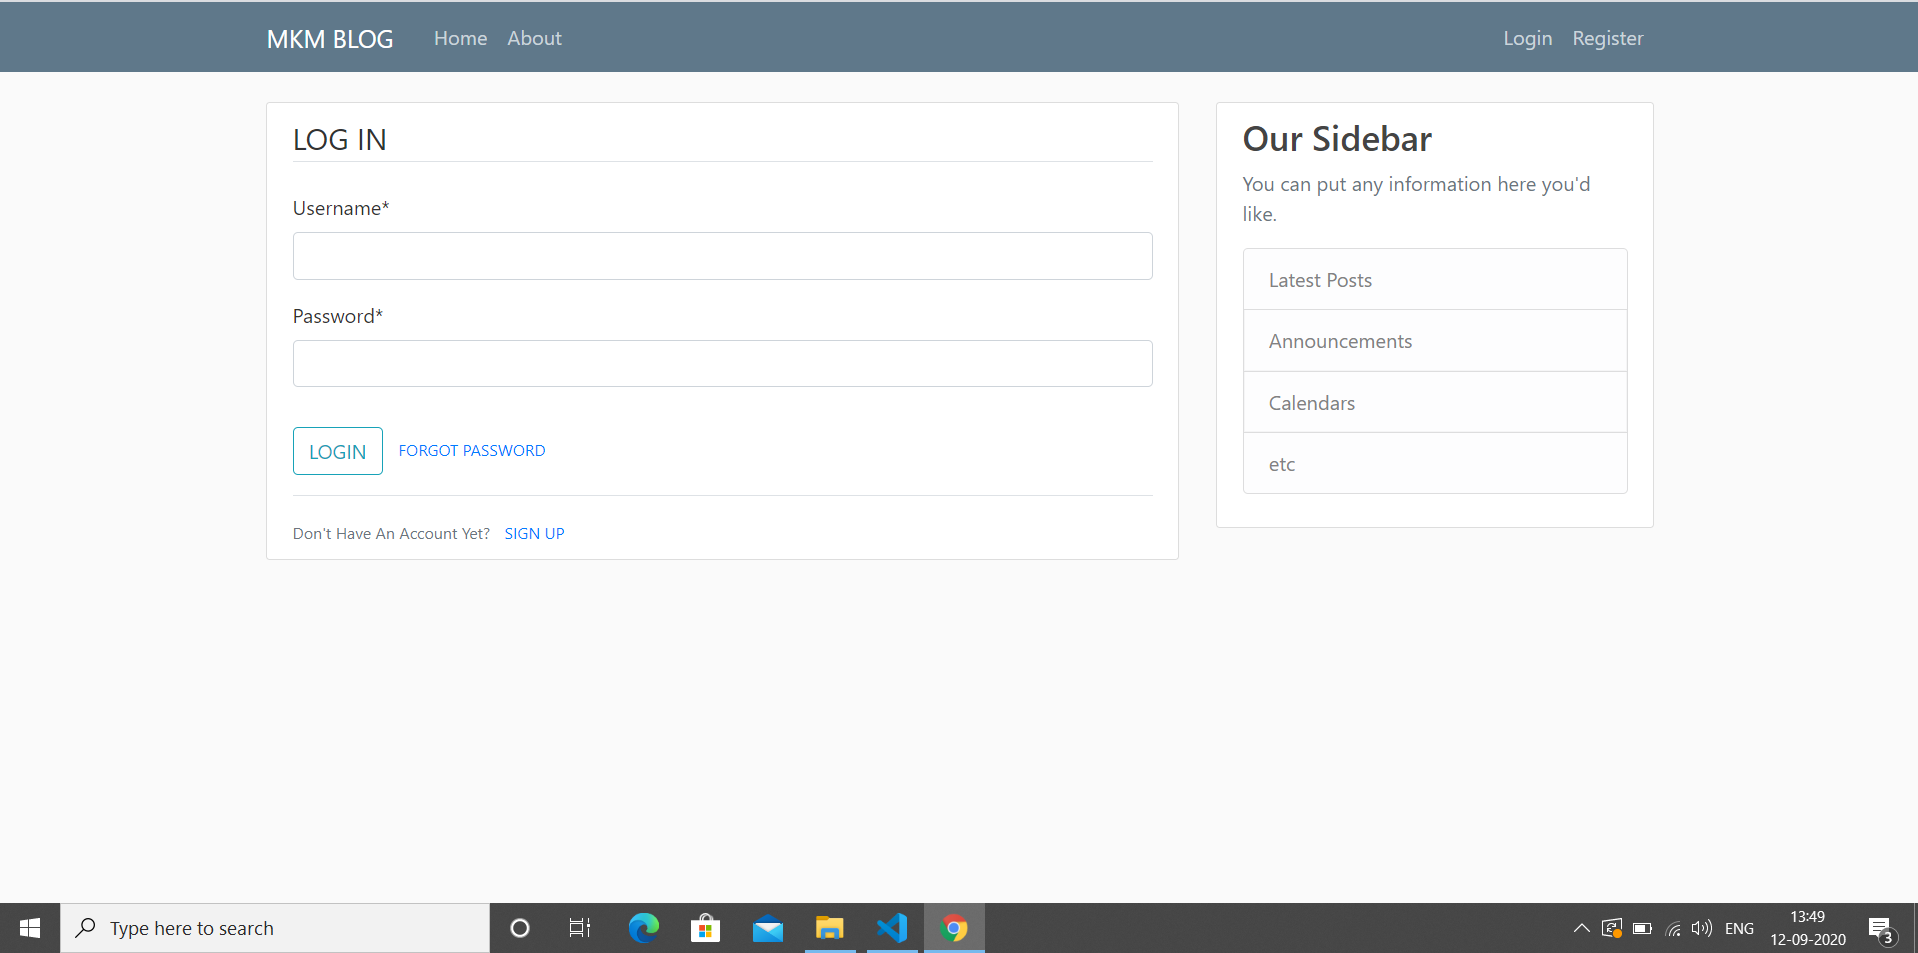 MKM BLOG Home About Login Register
LOG IN
Username*
Password*
LOGIN FORGOT PASSWORD
Don't Have An Account Yet? SIGN UP
Our Sidebar
You can put any information here you'd
like.
Latest Posts
Announcements
Calendars
etc
Type here to search
ENG
13:49
12-09-2020
3